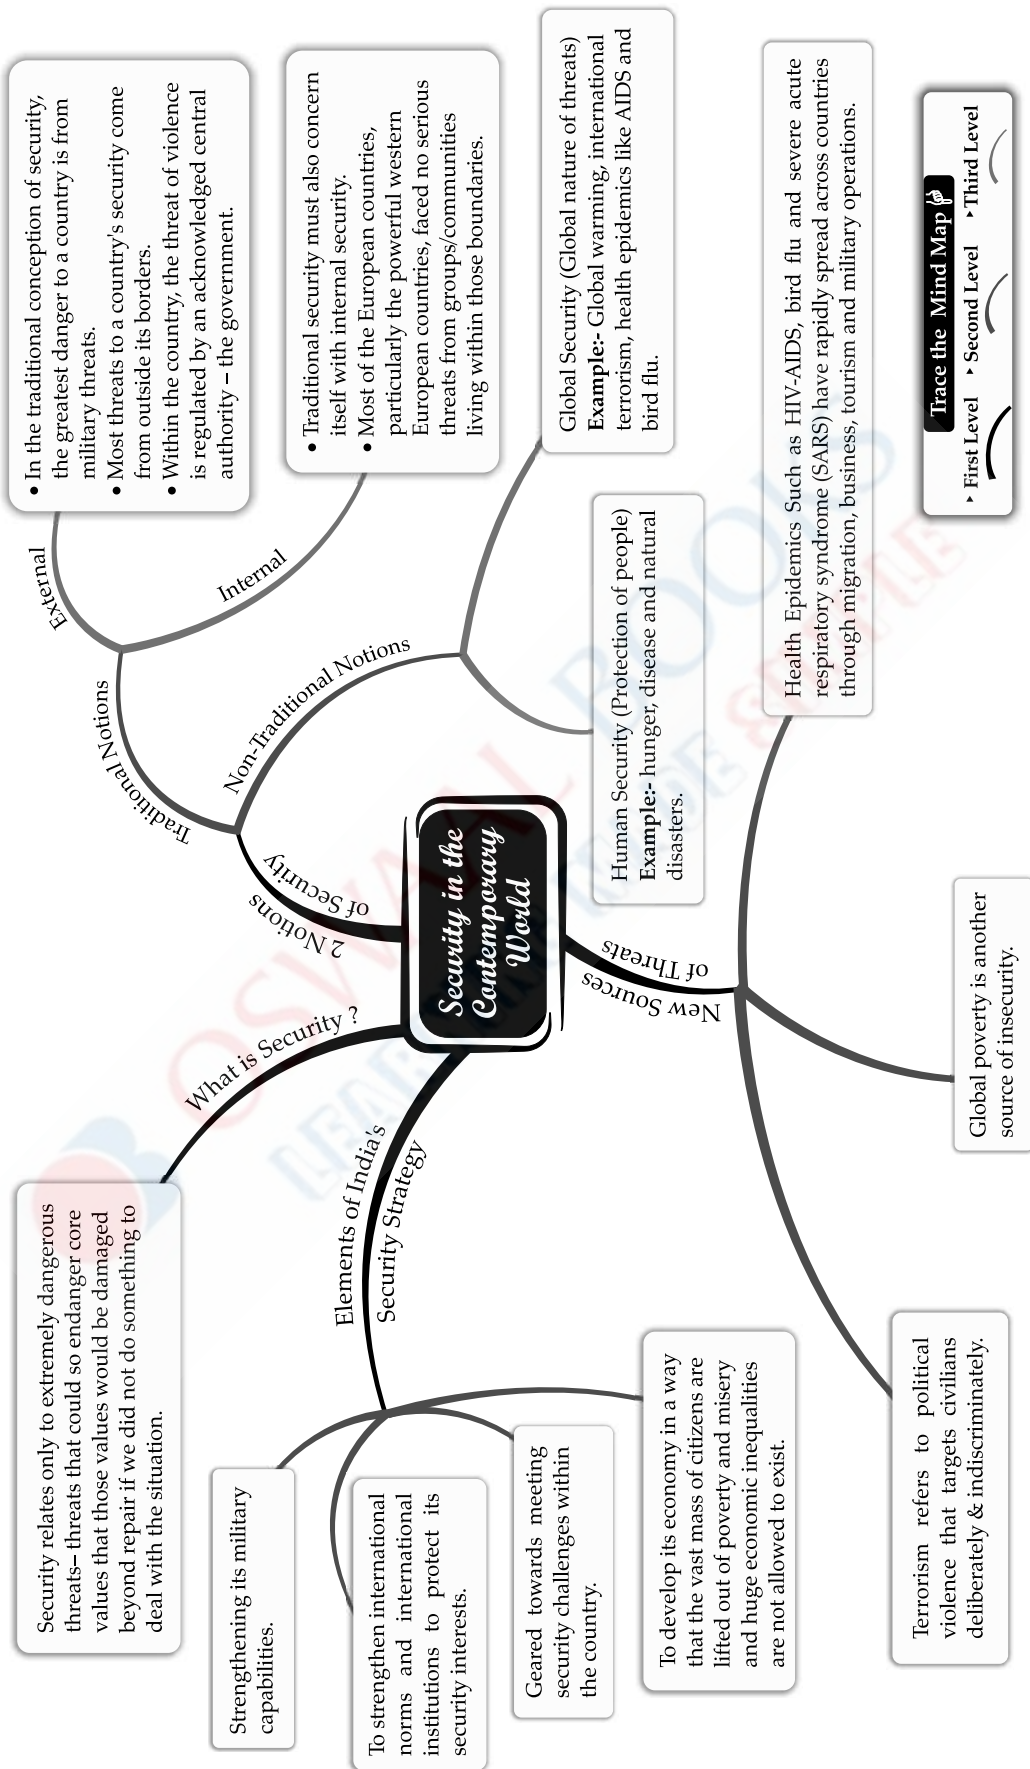 Security in the
Contemporary
World
What is Security ?
Security relates only to extremely dangerous
threats– threats that could so endanger core
values that those values would be damaged
beyond repair if we did not do something to
deal with the situation.
2 Notions
of Security
Traditional Notions
External
• In the traditional conception of security,
the greatest danger to a country is from
military threats.
• Most threats to a country's security come
from outside its borders.
• Within the country, the threat of violence
is regulated by an acknowledged central
authority – the government.
Internal
• Traditional security must also concern
itself with internal security.
• Most of the European countries,
particularly the powerful western
European countries, faced no serious
threats from groups/communities
living within those boundaries.
Non-Traditional Notions
Global Security (Global nature of threats)
Example:- Global warming, international
terrorism, health epidemics like AIDS and
bird flu.
Human Security (Protection of people)
Example:- hunger, disease and natural
disasters.
New Sources
of Threats
Health Epidemics Such as HIV-AIDS, bird flu and severe acute
respiratory syndrome (SARS) have rapidly spread across countries
through migration, business, tourism and military operations.
Global poverty is another
source of insecurity.
Terrorism refers to political
violence that targets civilians
deliberately & indiscriminately.
Elements of India's
Security Strategy
Strengthening its military
capabilities.
To strengthen international
norms and international
institutions to protect its
security interests.
Geared towards meeting
security challenges within
the country.
To develop its economy in a way
that the vast mass of citizens are
lifted out of poverty and misery
and huge economic inequalities
are not allowed to exist.
Trace the Mind Map
▸ First Level ▸ Second Level ▸ Third Level
OSWAAL BOOKS
LEARNING MADE SIMPLE